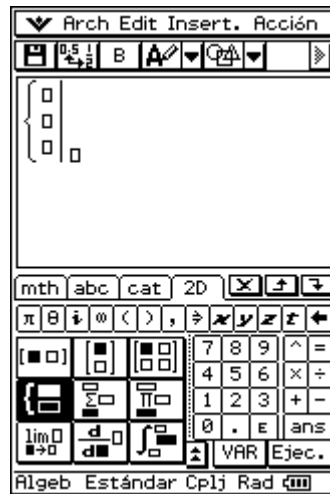 Arch Edit Insert. Acción
B A
mth abc cat 2D
π θ i ∞ ( ) , ⇒ x y z t ←
7 8 9 ^ =
4 5 6 × ÷
Σ Π 1 2 3 + -
lim d/d ∫ 0 . E ans
VAR Ejec.
Algeb Estándar Cplj Rad